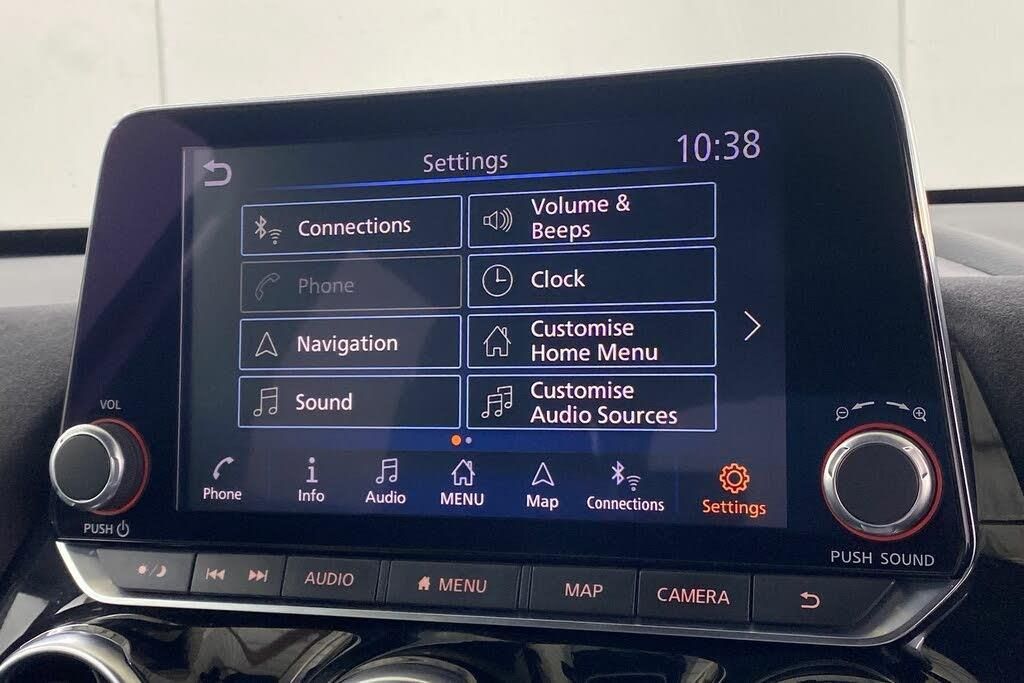 Settings
10:38
Connections
Volume &
Beeps
Phone
Clock
Navigation
Customise
Home Menu
Sound
Customise
Audio Sources
Phone
Info
Audio
MENU
Map
Connections
Settings
VOL
PUSH
PUSH SOUND
AUDIO
MENU
MAP
CAMERA